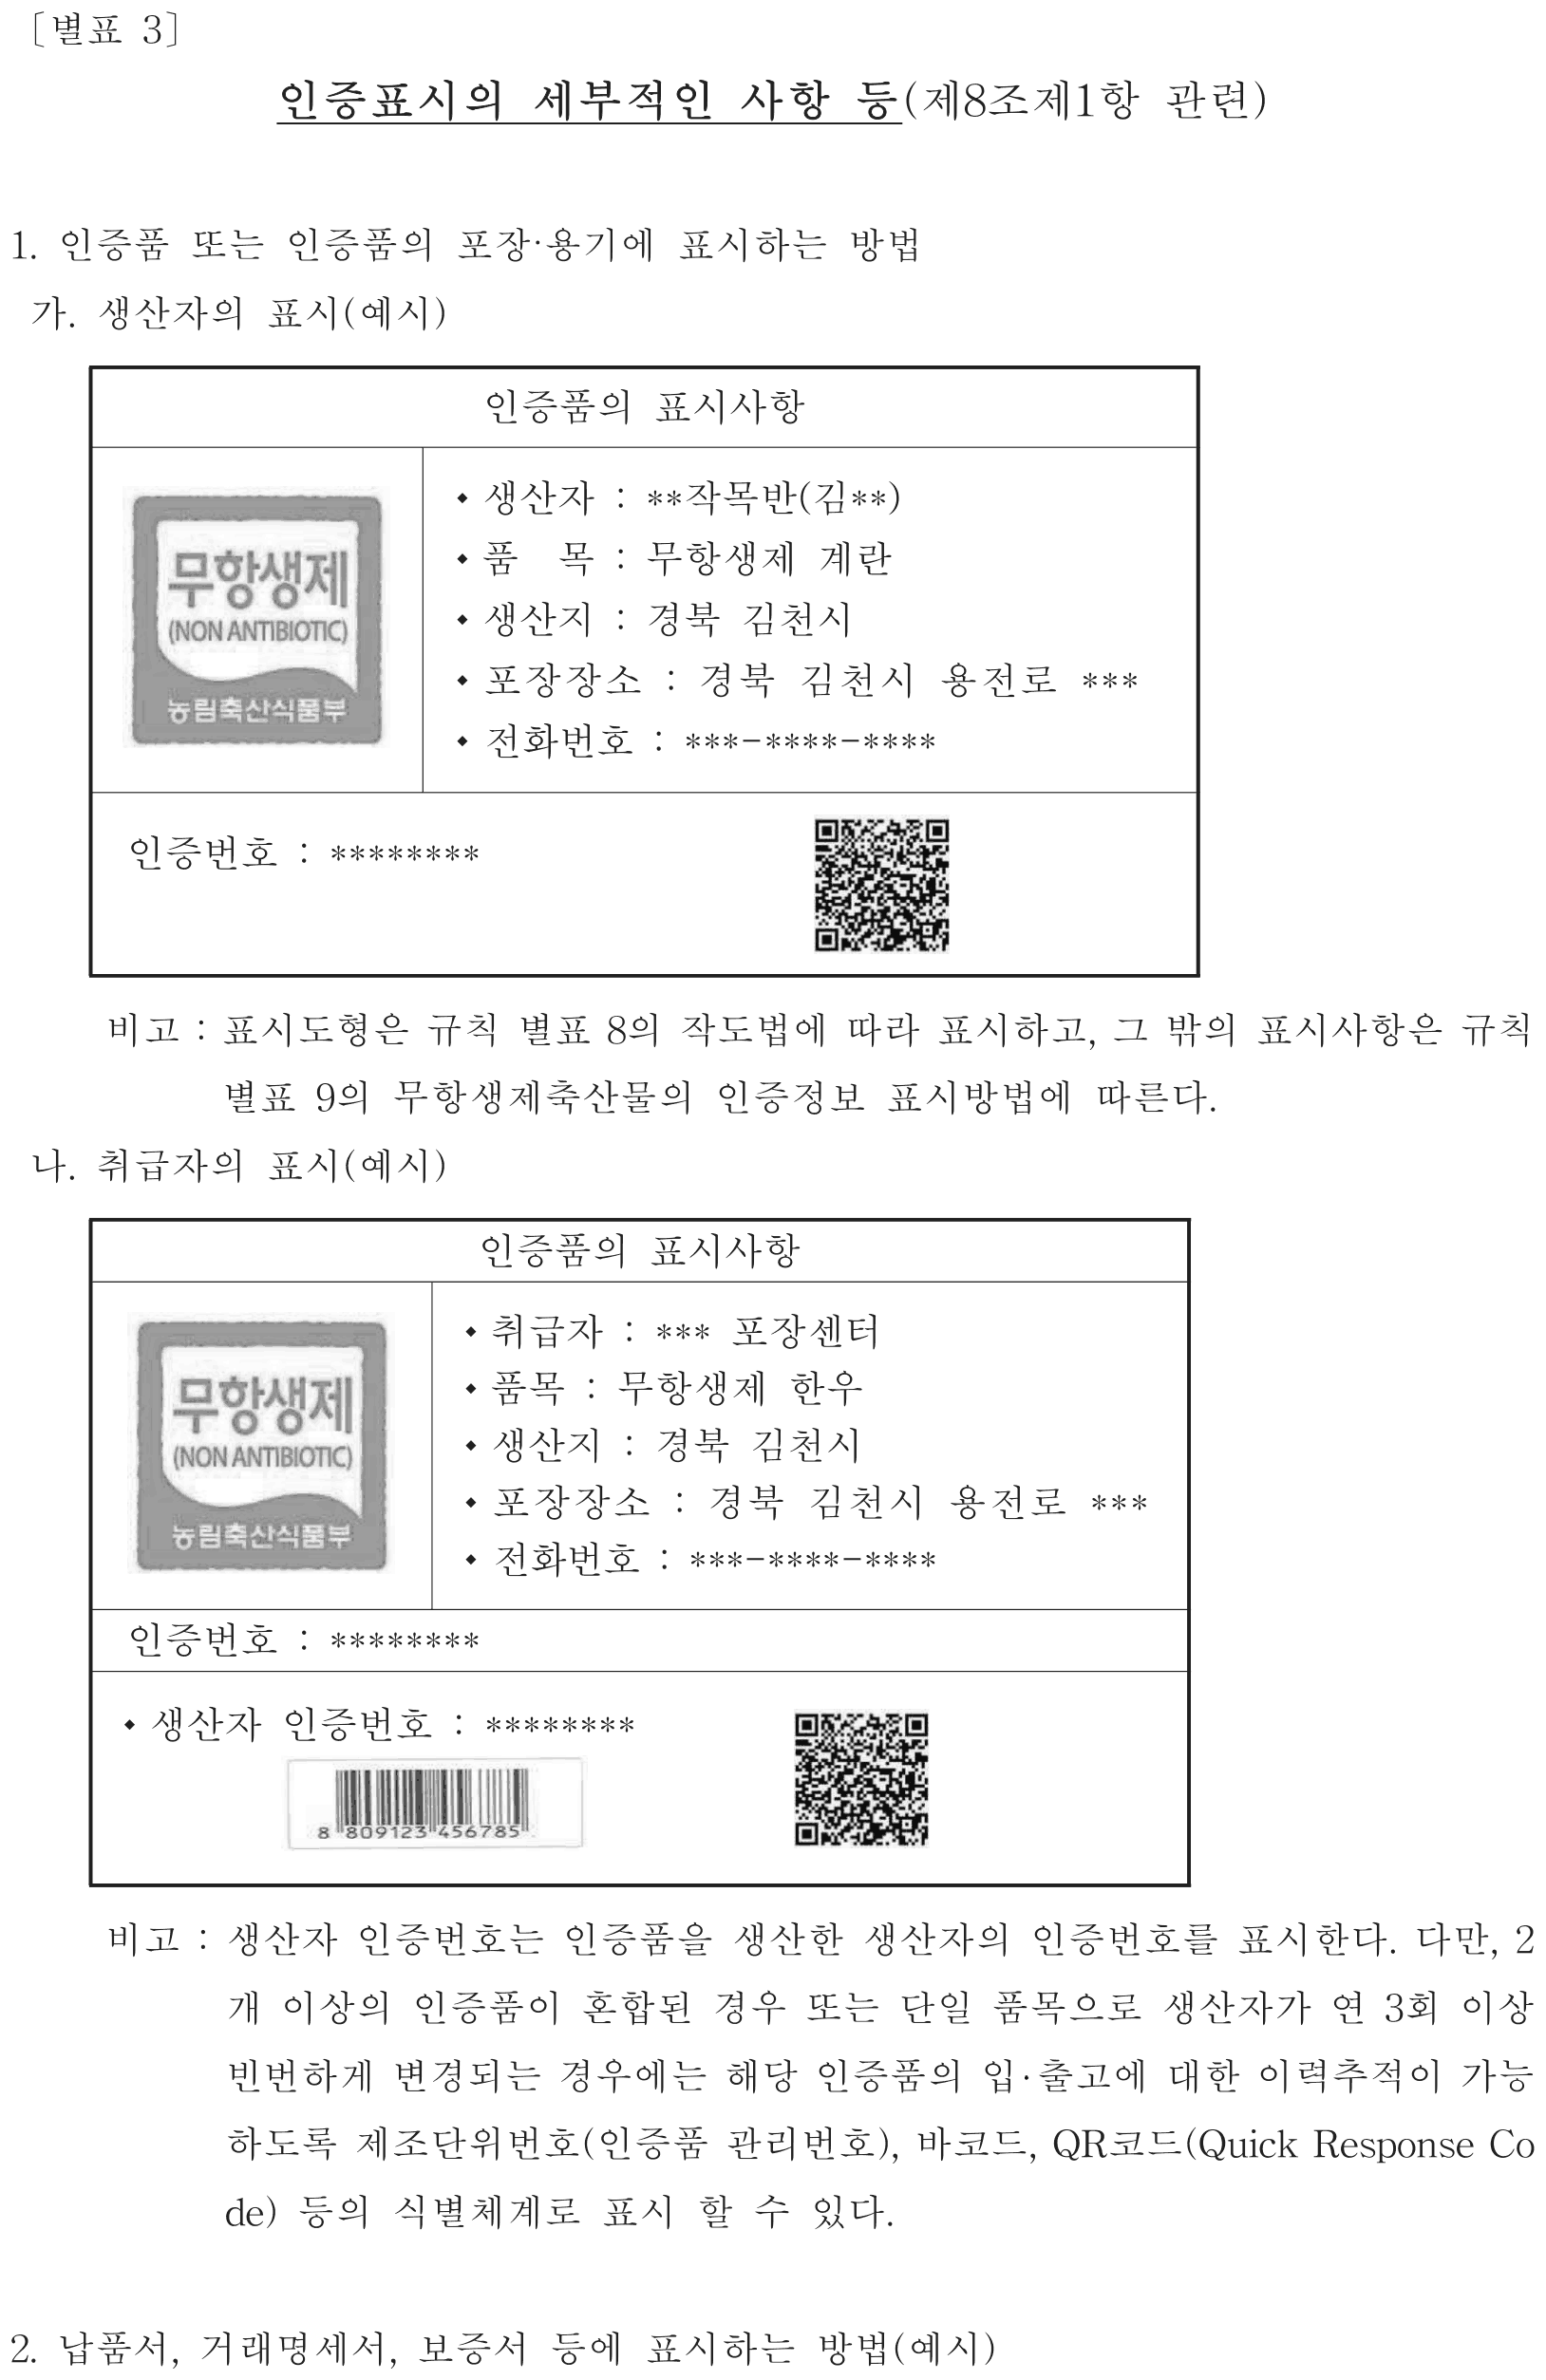 [별표 3]
인증표시의 세부적인 사항 등(제8조제1항 관련)
1. 인증품 또는 인증품의 포장·용기에 표시하는 방법
가. 생산자의 표시(예시)
인증품의 표시사항
무항생제
(NON ANTIBIOTIC)
농림축산식품부
◆ 생산자 : **작목반(김**)
◆ 품 목 : 무항생제 계란
◆ 생산지 : 경북 김천시
◆ 포장장소 : 경북 김천시 용전로 ***
◆ 전화번호 : ***-****-****
인증번호 : ********
비고 : 표시도형은 규칙 별표 8의 작도법에 따라 표시하고, 그 밖의 표시사항은 규칙
별표 9의 무항생제축산물의 인증정보 표시방법에 따른다.
나. 취급자의 표시(예시)
인증품의 표시사항
무항생제
(NON ANTIBIOTIC)
농림축산식품부
◆ 취급자 : *** 포장센터
◆ 품목 : 무항생제 한우
◆ 생산지 : 경북 김천시
◆ 포장장소 : 경북 김천시 용전로 ***
◆ 전화번호 : ***-****-****
인증번호 : ********
◆ 생산자 인증번호 : ********
8 809123 456785
비고 : 생산자 인증번호는 인증품을 생산한 생산자의 인증번호를 표시한다. 다만, 2
개 이상의 인증품이 혼합된 경우 또는 단일 품목으로 생산자가 연 3회 이상
빈번하게 변경되는 경우에는 해당 인증품의 입·출고에 대한 이력추적이 가능
하도록 제조단위번호(인증품 관리번호), 바코드, QR코드(Quick Response Co
de) 등의 식별체계로 표시 할 수 있다.
2. 납품서, 거래명세서, 보증서 등에 표시하는 방법(예시)